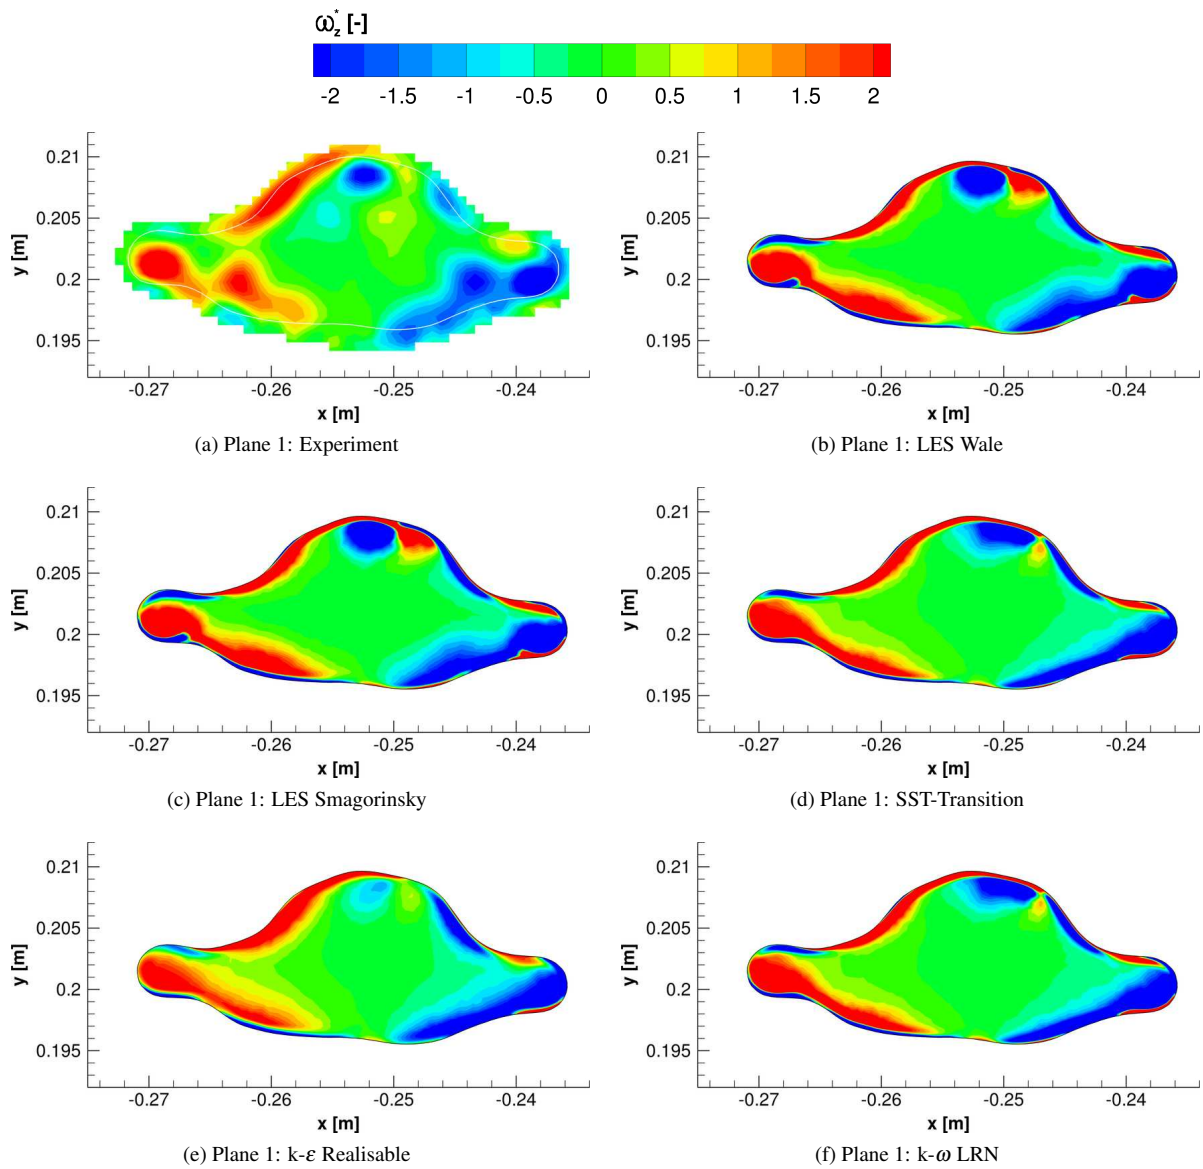 ω*z [-]
-2 -1.5 -1 -0.5 0 0.5 1 1.5 2
0.21
0.205
0.2
0.195
y [m]
-0.27 -0.26 -0.25 -0.24
x [m]
(a) Plane 1: Experiment
0.21
0.205
0.2
0.195
y [m]
-0.27 -0.26 -0.25 -0.24
x [m]
(b) Plane 1: LES Wale
0.21
0.205
0.2
0.195
y [m]
-0.27 -0.26 -0.25 -0.24
x [m]
(c) Plane 1: LES Smagorinsky
0.21
0.205
0.2
0.195
y [m]
-0.27 -0.26 -0.25 -0.24
x [m]
(d) Plane 1: SST-Transition
0.21
0.205
0.2
0.195
y [m]
-0.27 -0.26 -0.25 -0.24
x [m]
(e) Plane 1: k-ε Realisable
0.21
0.205
0.2
0.195
y [m]
-0.27 -0.26 -0.25 -0.24
x [m]
(f) Plane 1: k-ω LRN